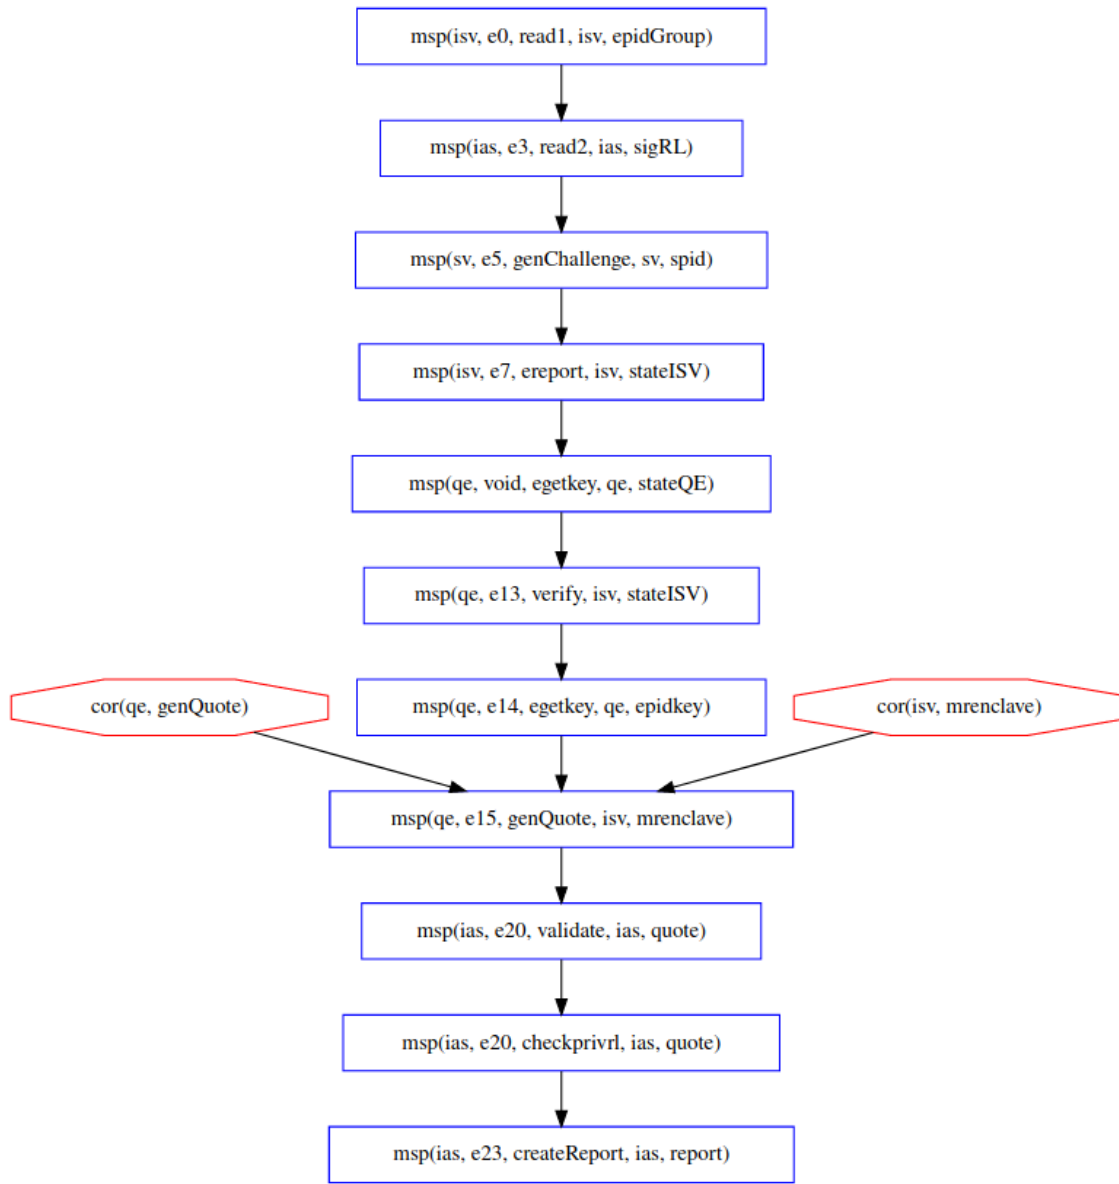 msp(isv, e0, read1, isv, epidGroup)
msp(ias, e3, read2, ias, sigRL)
msp(sv, e5, genChallenge, sv, spid)
msp(isv, e7, ereport, isv, stateISV)
msp(qe, void, egetkey, qe, stateQE)
msp(qe, e13, verify, isv, stateISV)
cor(qe, genQuote)
msp(qe, e14, egetkey, qe, epidkey)
cor(isv, mrenclave)
msp(qe, e15, genQuote, isv, mrenclave)
msp(ias, e20, validate, ias, quote)
msp(ias, e20, checkprivrl, ias, quote)
msp(ias, e23, createReport, ias, report)